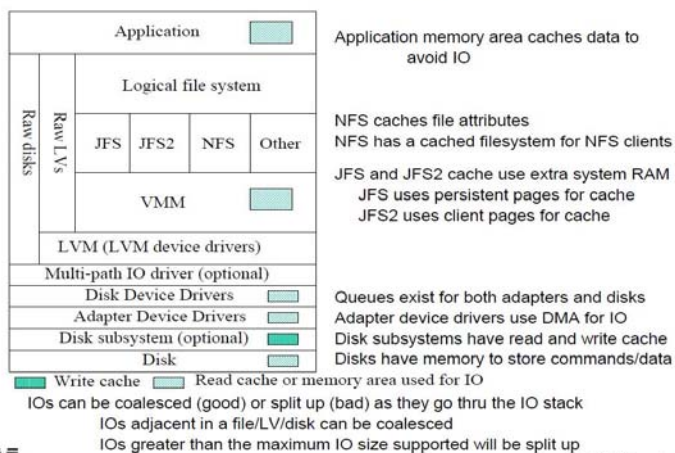 Application
Application memory area caches data to
avoid IO
Logical file system
Raw disks
Raw LVs
JFS
JFS2
NFS
Other
NFS caches file attributes
NFS has a cached filesystem for NFS clients
VMM
JFS and JFS2 cache use extra system RAM
JFS uses persistent pages for cache
JFS2 uses client pages for cache
LVM (LVM device drivers)
Multi-path IO driver (optional)
Disk Device Drivers
Queues exist for both adapters and disks
Adapter Device Drivers
Adapter device drivers use DMA for IO
Disk subsystem (optional)
Disk subsystems have read and write cache
Disk
Disks have memory to store commands/data
Write cache
Read cache or memory area used for IO
IOs can be coalesced (good) or split up (bad) as they go thru the IO stack
IOs adjacent in a file/LV/disk can be coalesced
IOs greater than the maximum IO size supported will be split up